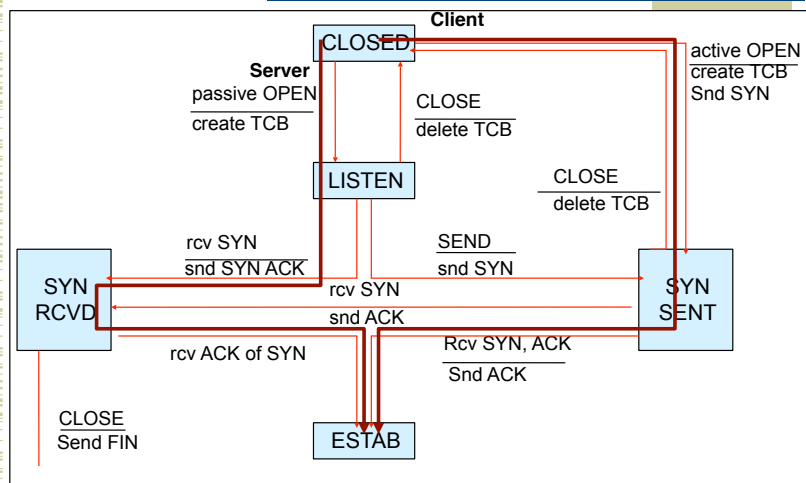 Client
CLOSED
Server
passive OPEN
create TCB
CLOSE
delete TCB
active OPEN
create TCB
Snd SYN
LISTEN
CLOSE
delete TCB
rcv SYN
snd SYN ACK
SEND
snd SYN
SYN
RCVD
rcv SYN
snd ACK
SYN
SENT
rcv ACK of SYN
Rcv SYN, ACK
Snd ACK
CLOSE
Send FIN
ESTAB